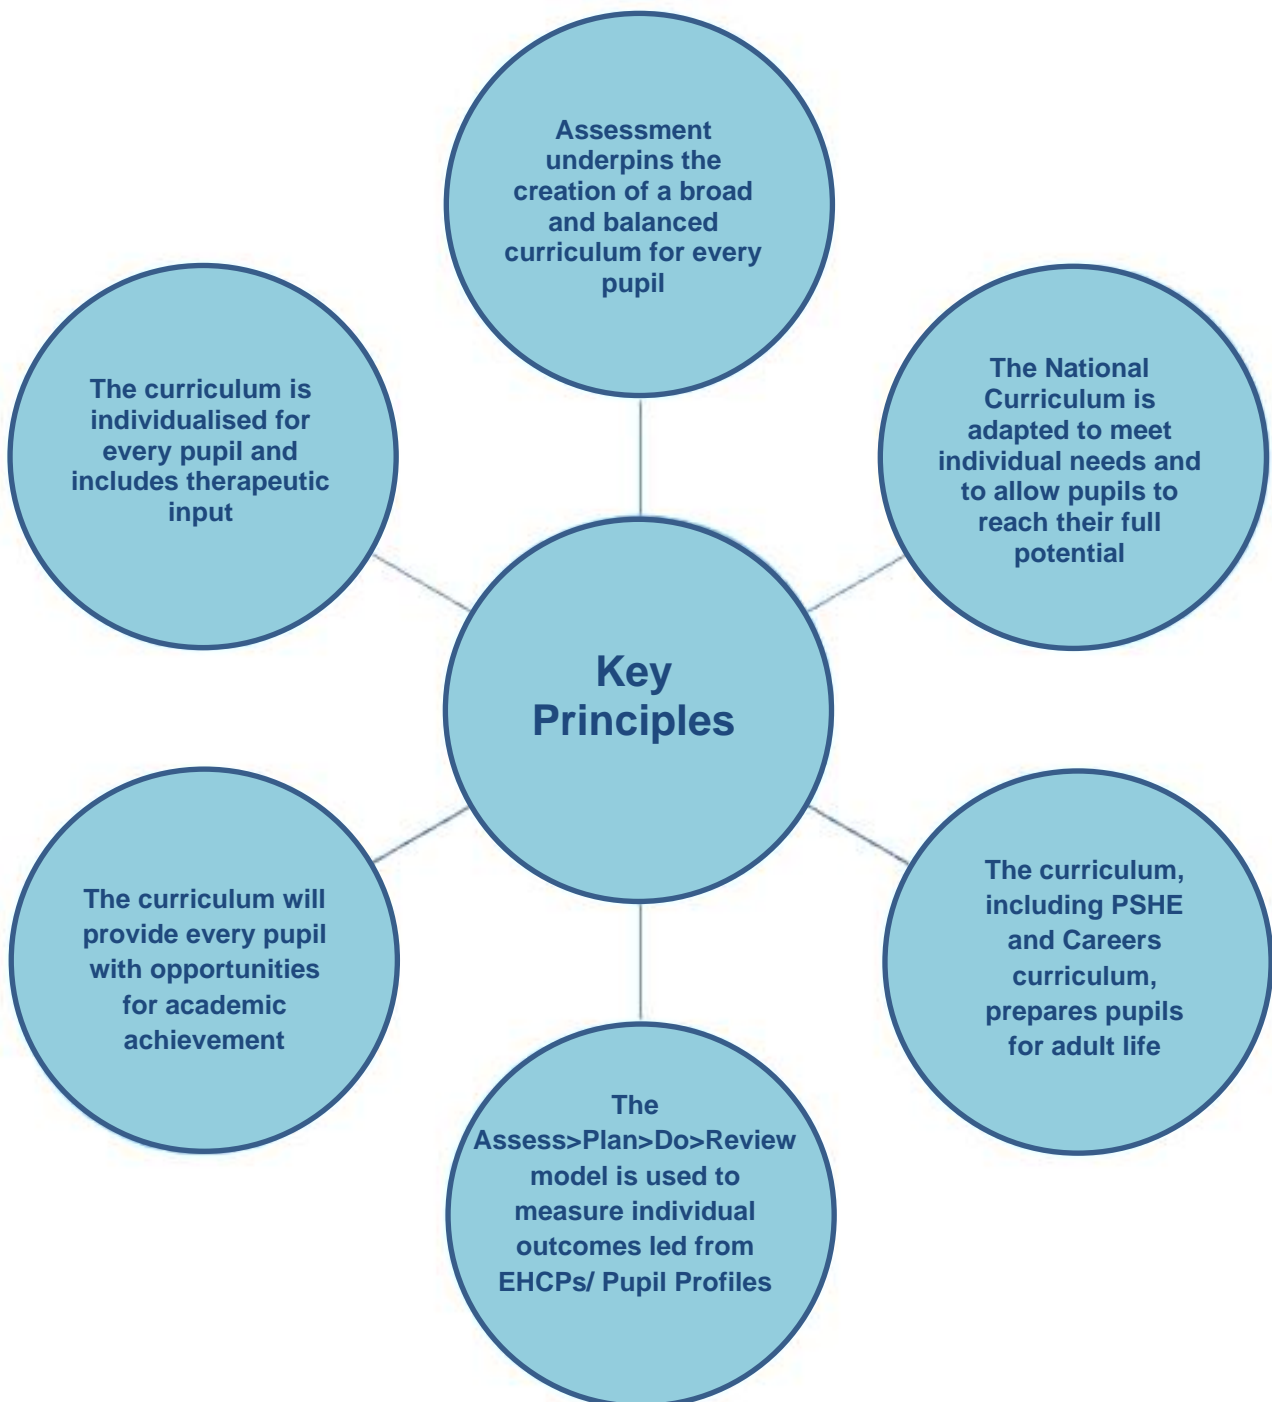 Assessment
underpins the
creation of a broad
and balanced
curriculum for every
pupil
The curriculum is
individualised for
every pupil and
includes therapeutic
input
The National
Curriculum is
adapted to meet
individual needs and
to allow pupils to
reach their full
potential
Key
Principles
The curriculum will
provide every pupil
with opportunities
for academic
achievement
The curriculum,
including PSHE
and Careers
curriculum,
prepares pupils
for adult life
The
Assess>Plan>Do>Review
model is used to
measure individual
outcomes led from
EHCPs/ Pupil Profiles